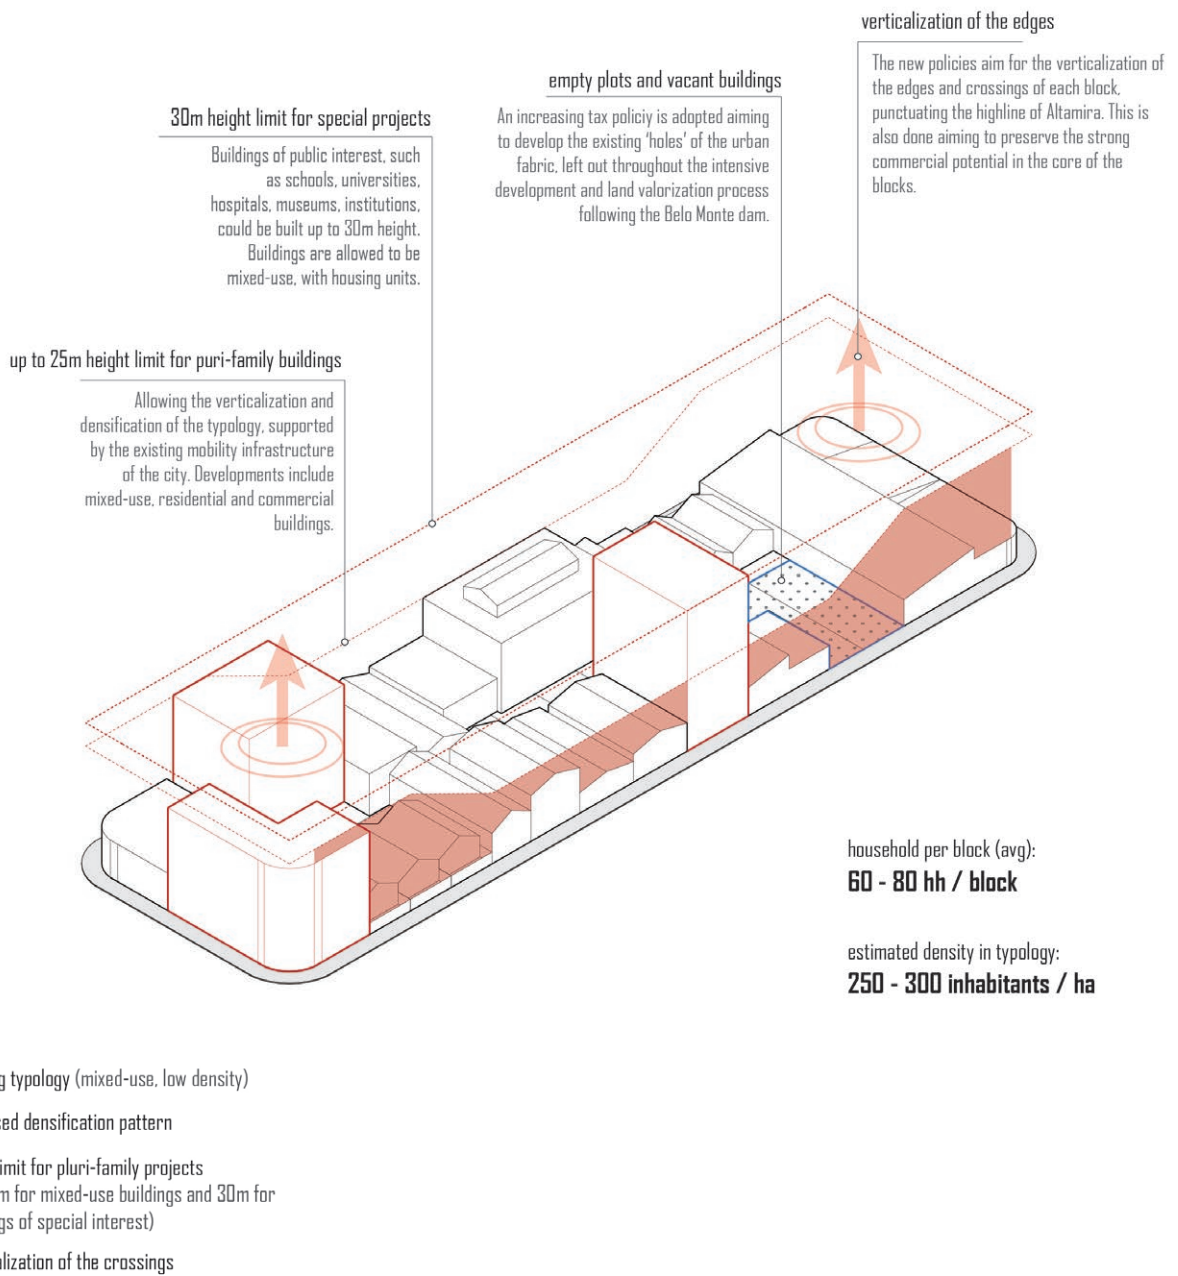 verticalization of the edges
The new policies aim for the verticalization of
the edges and crossings of each block,
punctuating the highline of Altamira. This is
also done aiming to preserve the strong
commercial potential in the core of the
blocks.
empty plots and vacant buildings
An increasing tax policiy is adopted aiming
to develop the existing 'holes' of the urban
fabric, left out throughout the intensive
development and land valorization process
following the Belo Monte dam.
30m height limit for special projects
Buildings of public interest, such
as schools, universities,
hospitals, museums, institutions,
could be built up to 30m height.
Buildings are allowed to be
mixed-use, with housing units.
up to 25m height limit for puri-family buildings
Allowing the verticalization and
densification of the typology, supported
by the existing mobility infrastructure
of the city. Developments include
mixed-use, residential and commercial
buildings.
household per block (avg):
60 - 80 hh / block
estimated density in typology:
250 - 300 inhabitants / ha
g typology (mixed-use, low density)
sed densification pattern
imit for pluri-family projects
m for mixed-use buildings and 30m for
gs of special interest)
alization of the crossings